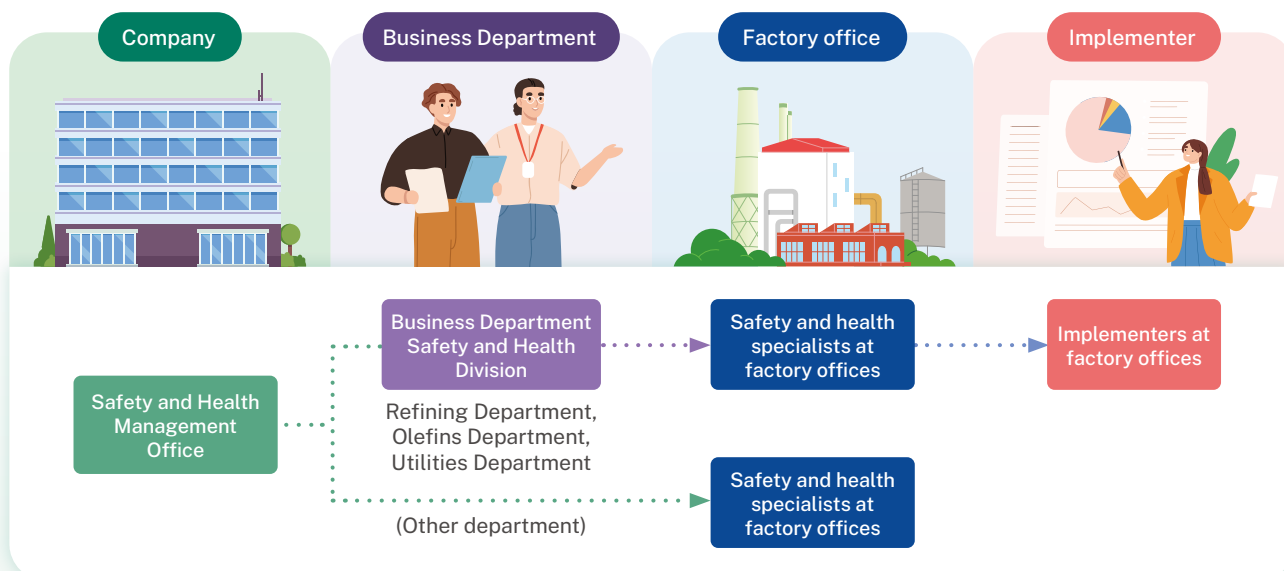 Company
Business Department
Factory office
Implementer
Safety and Health
Management
Office
Business Department
Safety and Health
Division
Refining Department,
Olefins Department,
Utilities Department
(Other department)
Safety and health
specialists at
factory offices
Safety and health
specialists at
factory offices
Implementers at
factory offices